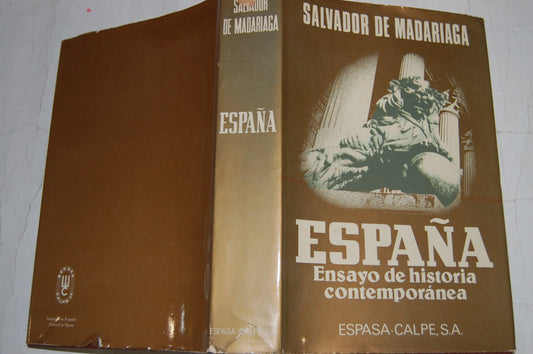 SALVADOR
DE MADARIAGA
ESPAÑA
ESPASA-CALPE
SALVADOR DE MADARIAGA
ESPAÑA
Ensayo de historia
contemporánea
ESPASA-CALPE, S.A.